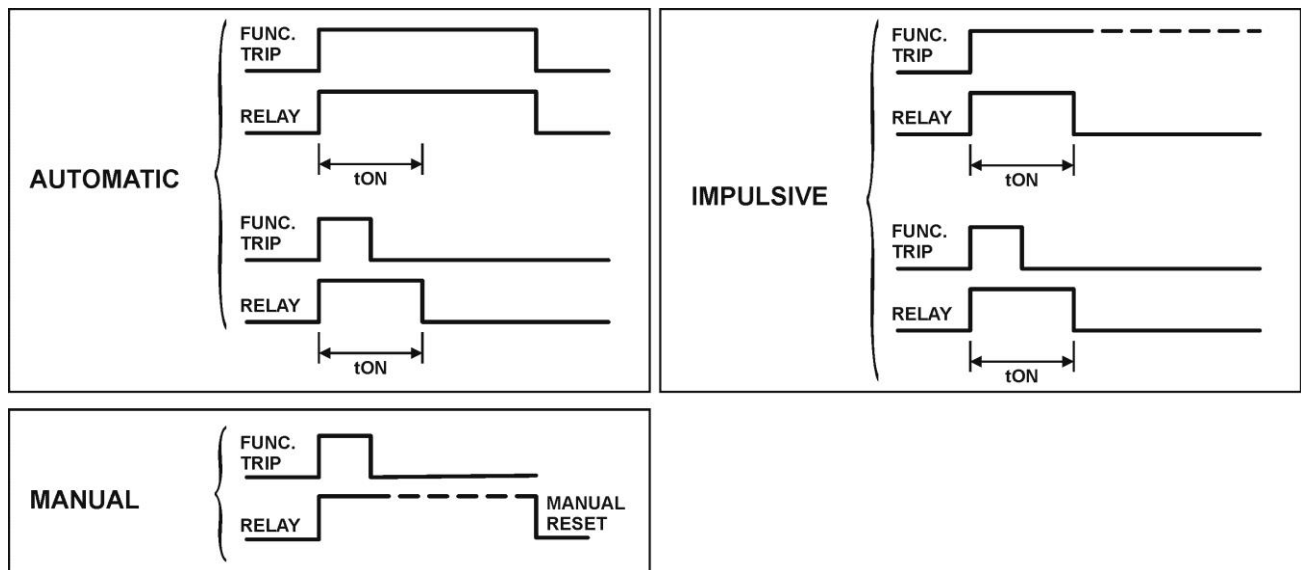 AUTOMATIC
FUNC.
TRIP
RELAY
tON
FUNC.
TRIP
RELAY
tON
IMPULSIVE
FUNC.
TRIP
RELAY
tON
FUNC.
TRIP
RELAY
tON
MANUAL
FUNC.
TRIP
RELAY
MANUAL
RESET